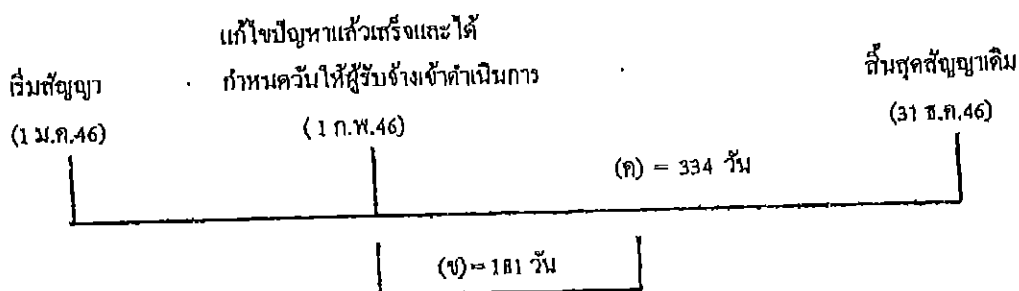 แก้ไขปัญหาแล้วเสร็จและได้
กำหนดวันให้ผู้รับจ้างเข้าดำเนินการ
เริ่มสัญญา
สิ้นสุดสัญญาเดิม
(1 ม.ค.46)
(1 ก.พ.46)
(31 ธ.ค.46)
(ค) = 334 วัน
(ข) = 181 วัน